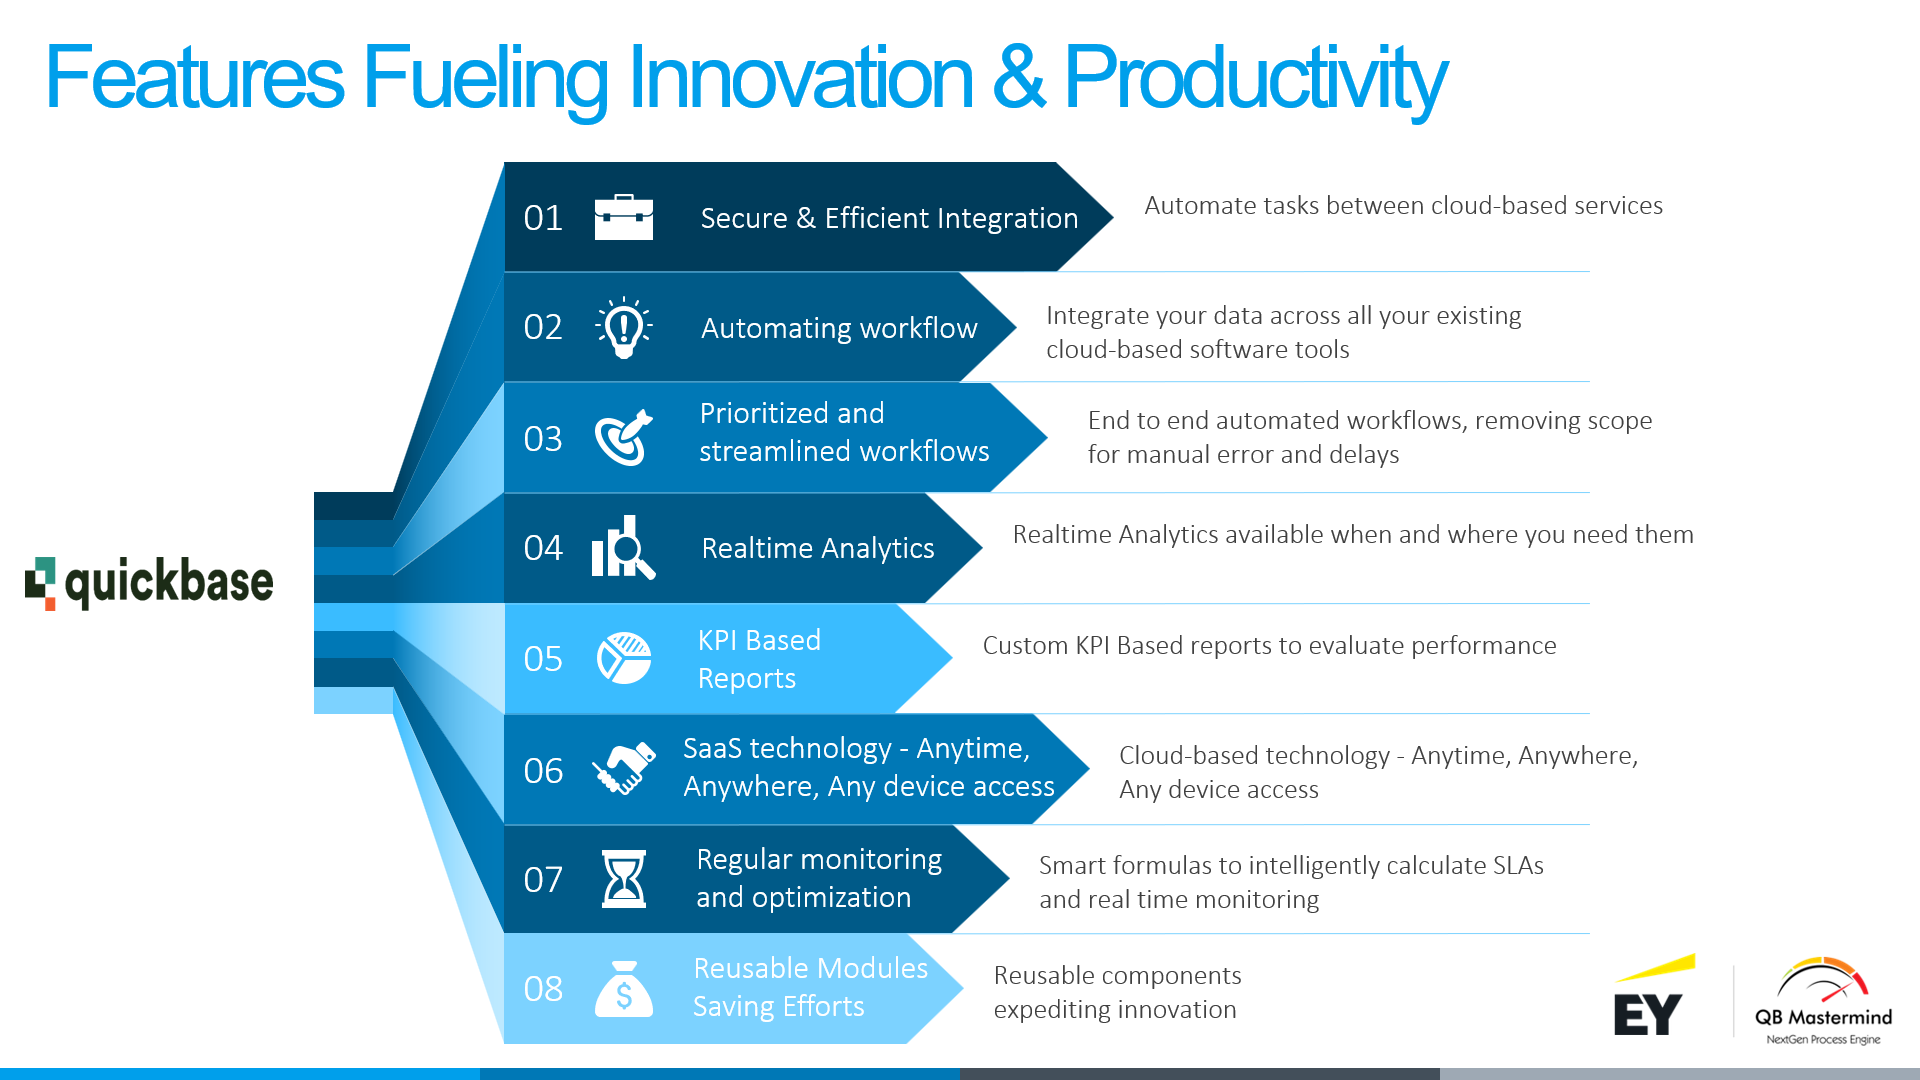 Features Fueling Innovation & Productivity
01
Secure & Efficient Integration
Automate tasks between cloud-based services
02
Automating workflow
Integrate your data across all your existing
cloud-based software tools
03
Prioritized and
streamlined workflows
End to end automated workflows, removing scope
for manual error and delays
04
Realtime Analytics
Realtime Analytics available when and where you need them
quickbase
05
KPI Based
Reports
Custom KPI Based reports to evaluate performance
06
SaaS technology - Anytime,
Anywhere, Any device access
Cloud-based technology - Anytime, Anywhere,
Any device access
07
Regular monitoring
and optimization
Smart formulas to intelligently calculate SLAs
and real time monitoring
08
$
Reusable Modules
Saving Efforts
Reusable components
expediting innovation
EY
QB Mastermind
NextGen Process Engine